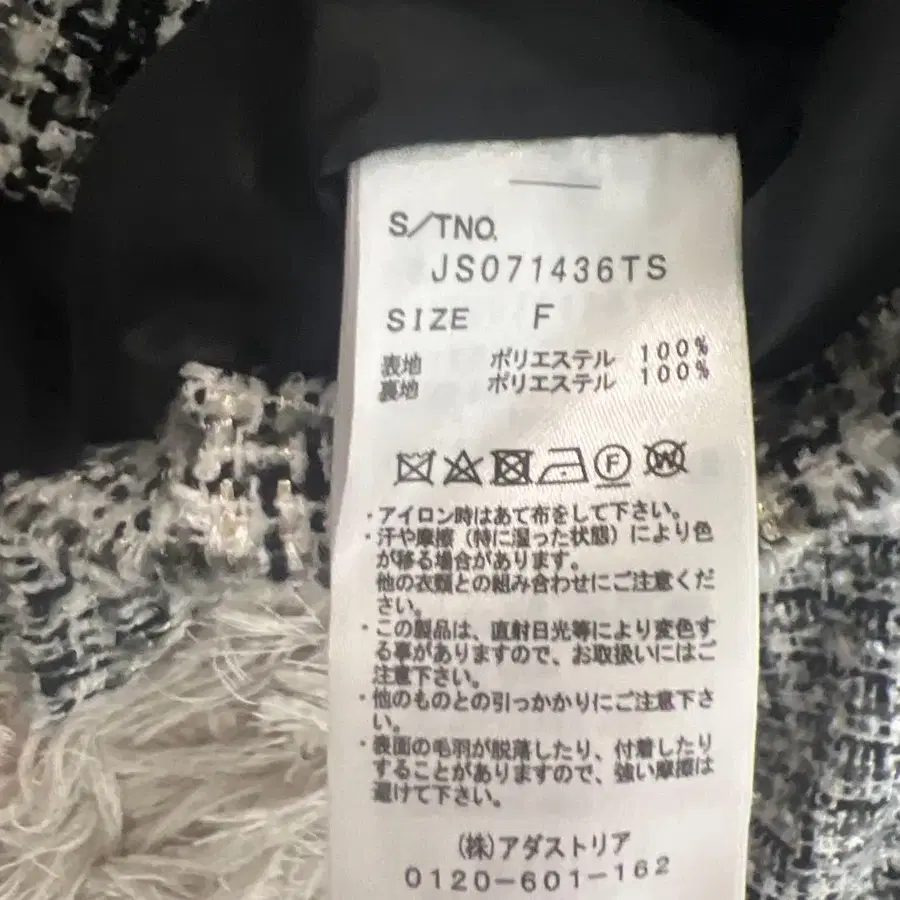 S/TNO.
JS071436TS
SIZE F
表地 ポリエステル 100%
裏地 ポリエステル 100%
F W
・アイロン時はあて布をして下さい。
・汗や摩擦（特に湿った状態）により色
が移る場合があります。
他の衣類との組み合わせにご注意くだ
さい。
・この製品は、直射日光等により変色す
る事がありますので、お取扱いにはご
注意下さい。
・他のものとの引っかかりにご注意下さ
い。
・表面の毛羽が脱落したり、付着したり
することがありますので、強い摩擦は
避けて下さい。
(株)アダストリア
0120-601-162